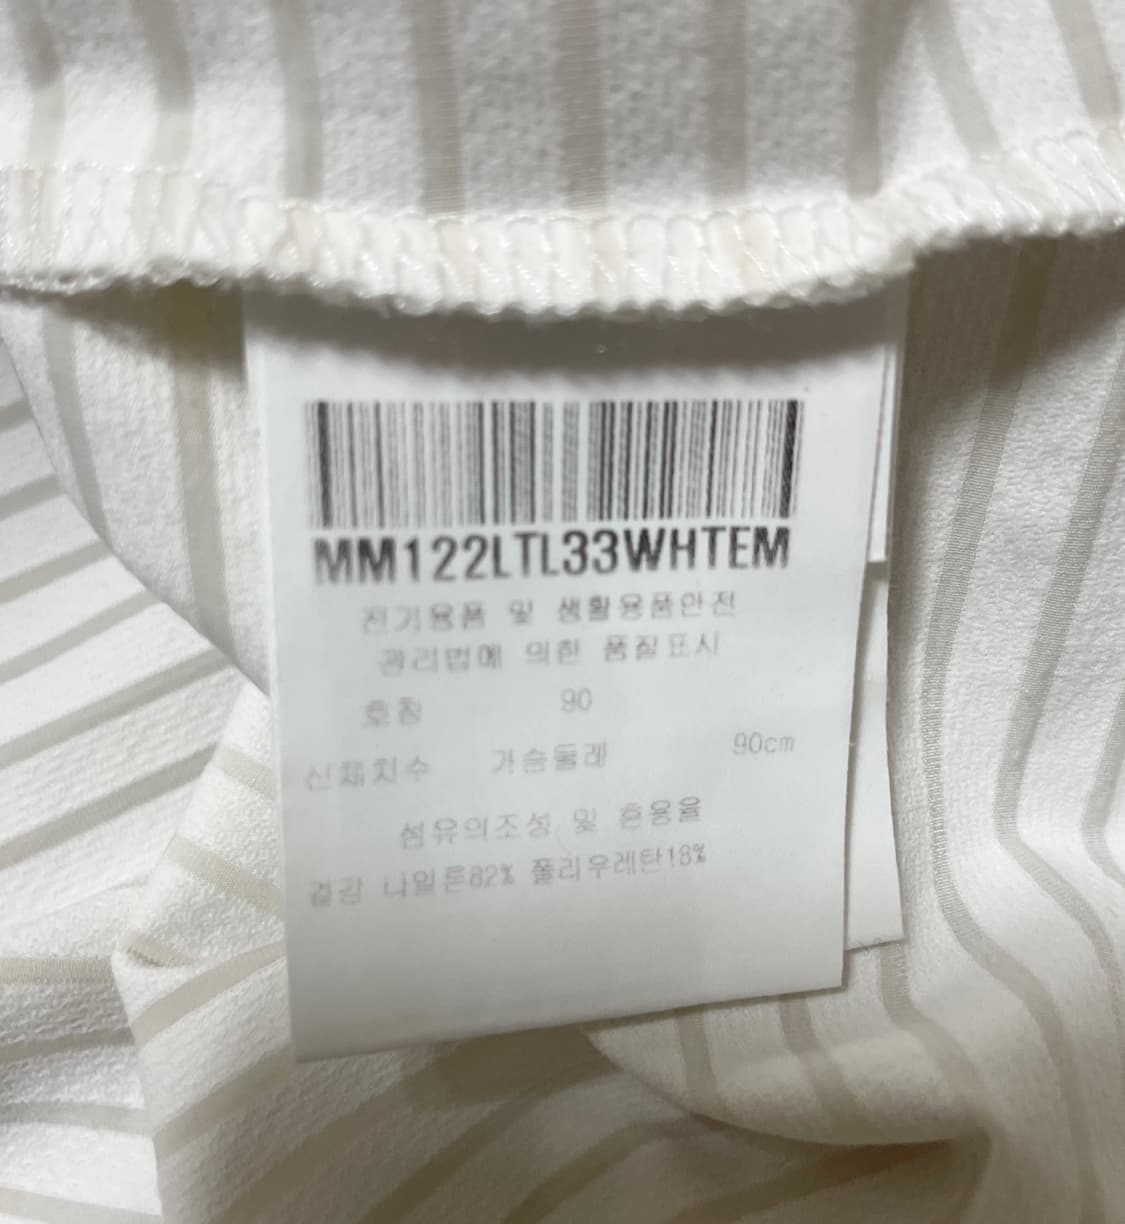 MM122LTL33WHTEM
전기용품 및 생활용품안전
관리법에 의한 품질표시
호칭 90
신체치수 가슴둘레 90cm
섬유의조성 및 혼용율
겉감 나일론82% 폴리우레탄18%